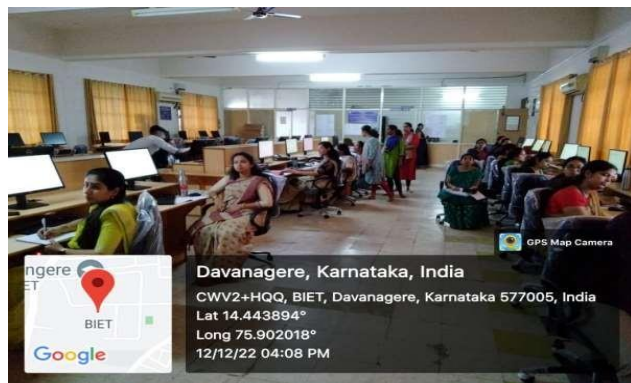 GPS Map Camera
ngere
ET
BIET
Google
Davanagere, Karnataka, India
CWV2+HQQ, BIET, Davanagere, Karnataka 577005, India
Lat 14.443894°
Long 75.902018°
12/12/22 04:08 PM